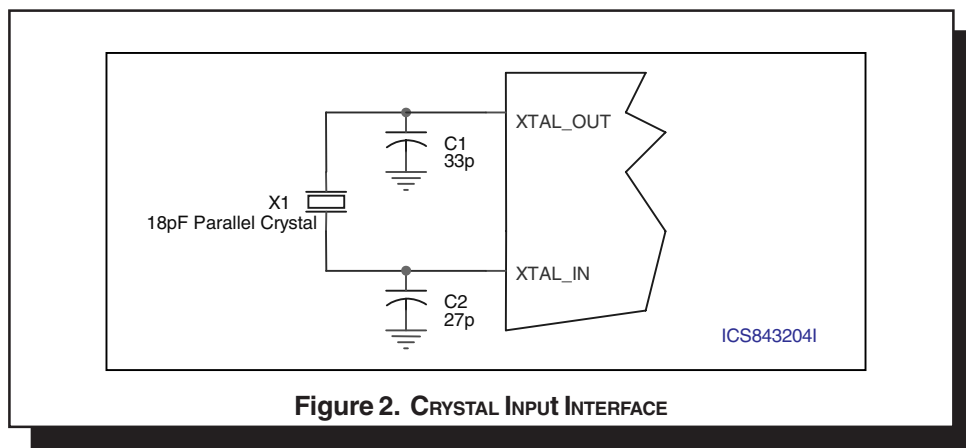 XTAL_OUT
C1
33p
X1
18pF Parallel Crystal
XTAL_IN
C2
27p
ICS843204I
Figure 2. CRYSTAL INPUt INTERFACE